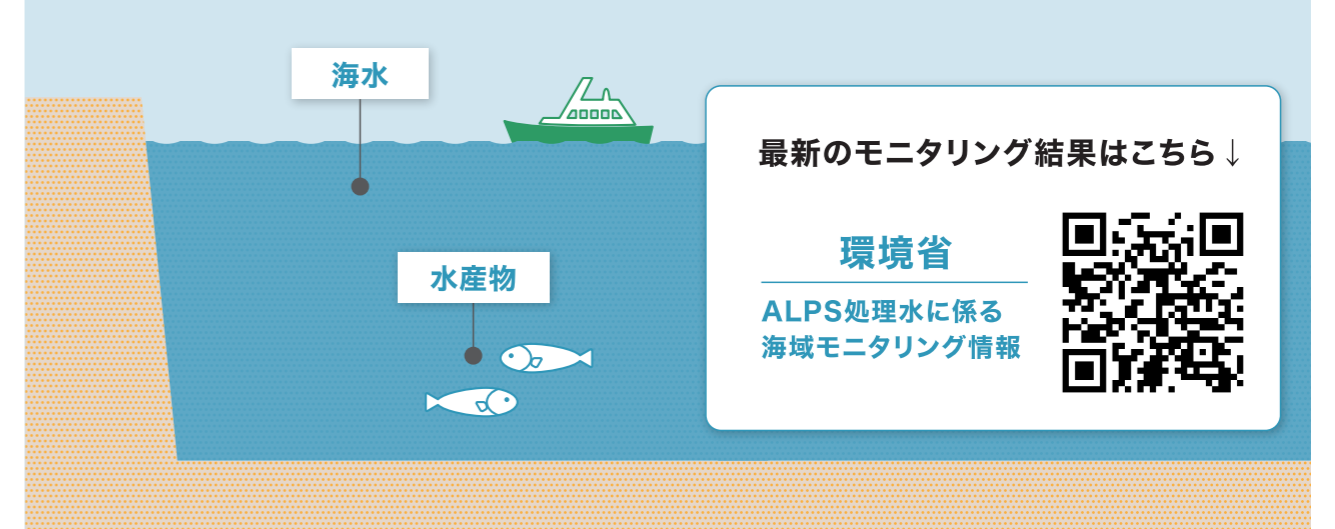 海水
水産物
最新のモニタリング結果はこちら↓
環境省
ALPS処理水に係る
海域モニタリング情報